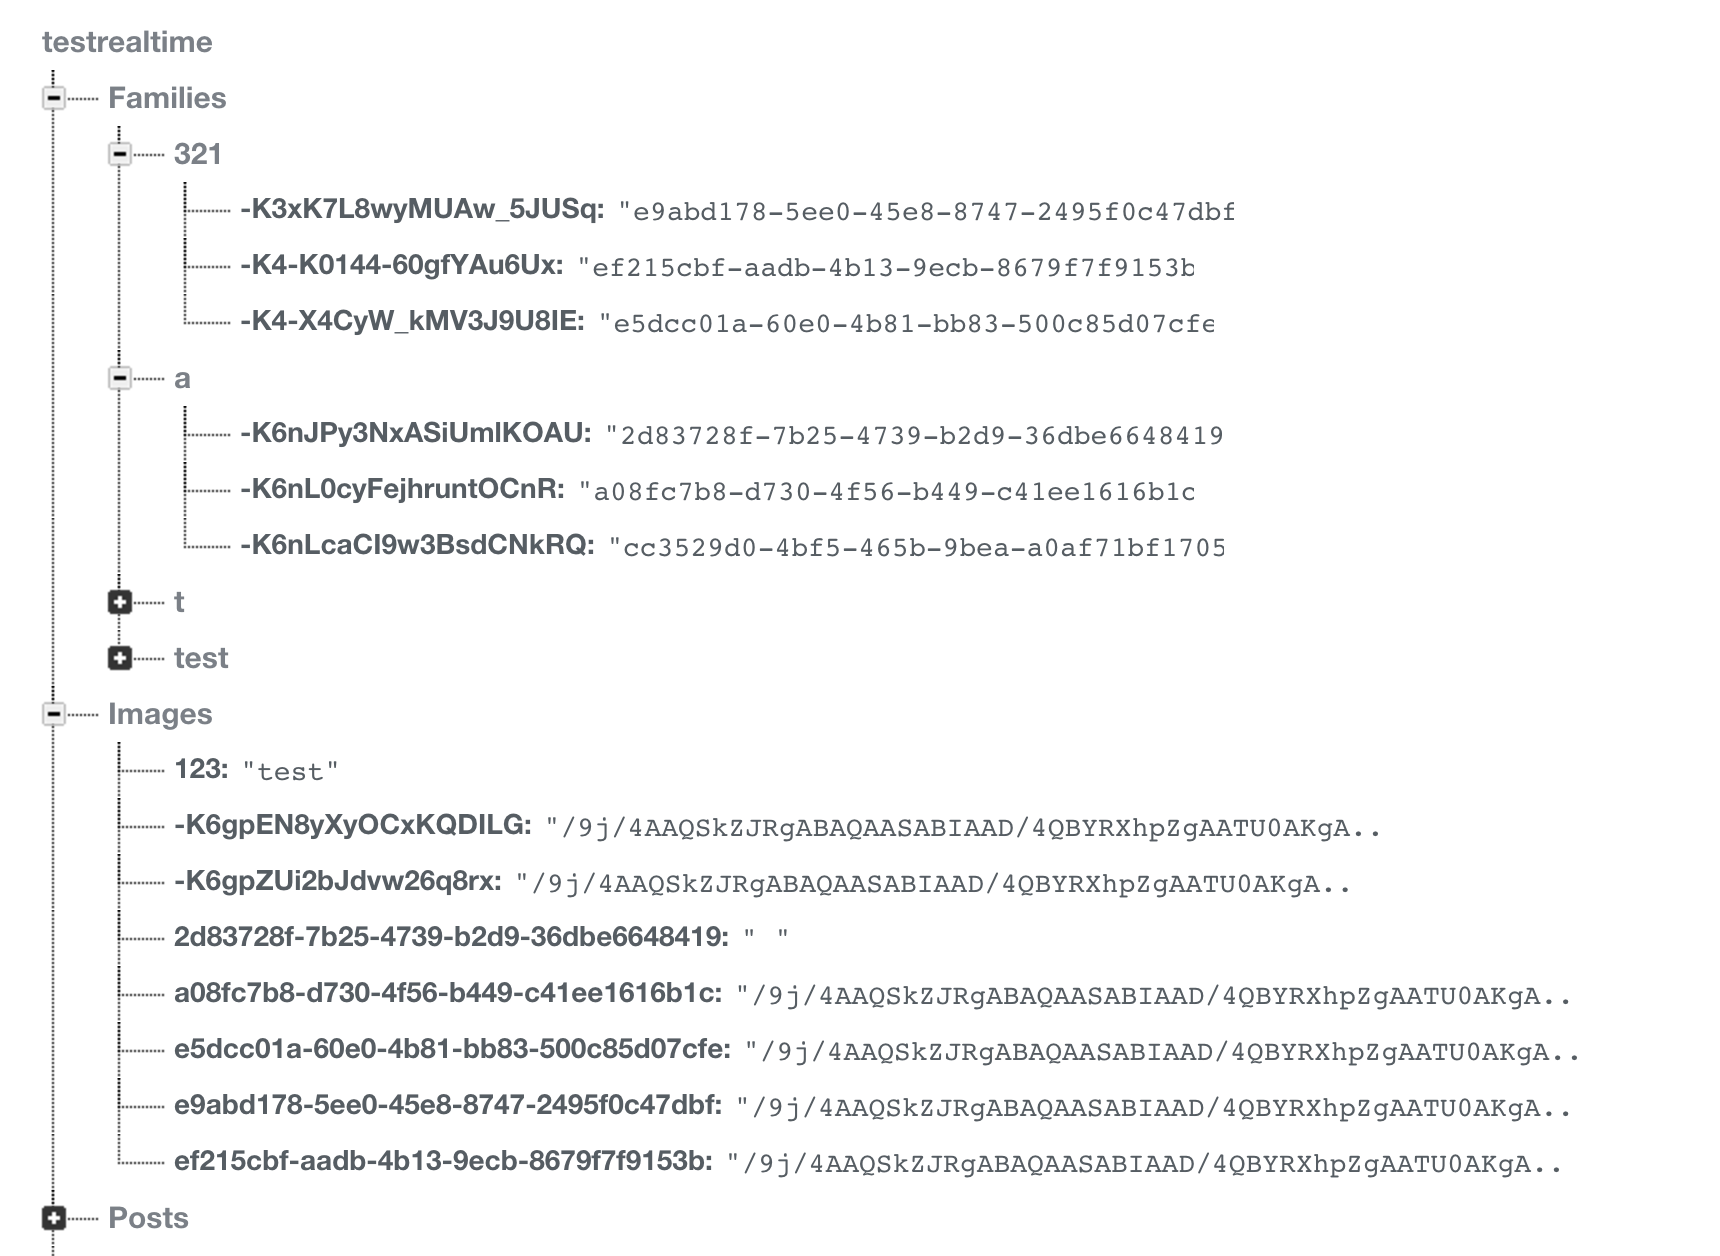 testrealtime
Families
321
-K3xK7L8wyMUAw_5JUSq: "e9abd178-5ee0-45e8-8747-2495f0c47dbf
-K4-K0144-60gfYAu6Ux: "ef215cbf-aadb-4b13-9ecb-8679f7f9153b
-K4-X4CyW_kMV3J9U8IE: "e5dcc01a-60e0-4b81-bb83-500c85d07cfe
a
-K6nJPy3NxASiUmlKOAU: "2d83728f-7b25-4739-b2d9-36dbe6648419
-K6nL0cyFejhruntOCnR: "a08fc7b8-d730-4f56-b449-c41ee1616b1c
-K6nLcaCI9w3BsdCNkRQ: "cc3529d0-4bf5-465b-9bea-a0af71bf1705
t
test
Images
123: "test"
-K6gpEN8yXyOCxKQDILG: "/9j/4AAQSkZJRgABAQAASABIAAD/4QBYRXhpZgAATU0AKgA..
-K6gpZUi2bJdvw26q8rx: "/9j/4AAQSkZJRgABAQAASABIAAD/4QBYRXhpZgAATU0AKgA..
2d83728f-7b25-4739-b2d9-36dbe6648419: " "
a08fc7b8-d730-4f56-b449-c41ee1616b1c: "/9j/4AAQSkZJRgABAQAASABIAAD/4QBYRXhpZgAATU0AKgA..
e5dcc01a-60e0-4b81-bb83-500c85d07cfe: "/9j/4AAQSkZJRgABAQAASABIAAD/4QBYRXhpZgAATU0AKgA..
e9abd178-5ee0-45e8-8747-2495f0c47dbf: "/9j/4AAQSkZJRgABAQAASABIAAD/4QBYRXhpZgAATU0AKgA..
ef215cbf-aadb-4b13-9ecb-8679f7f9153b: "/9j/4AAQSkZJRgABAQAASABIAAD/4QBYRXhpZgAATU0AKgA..
Posts